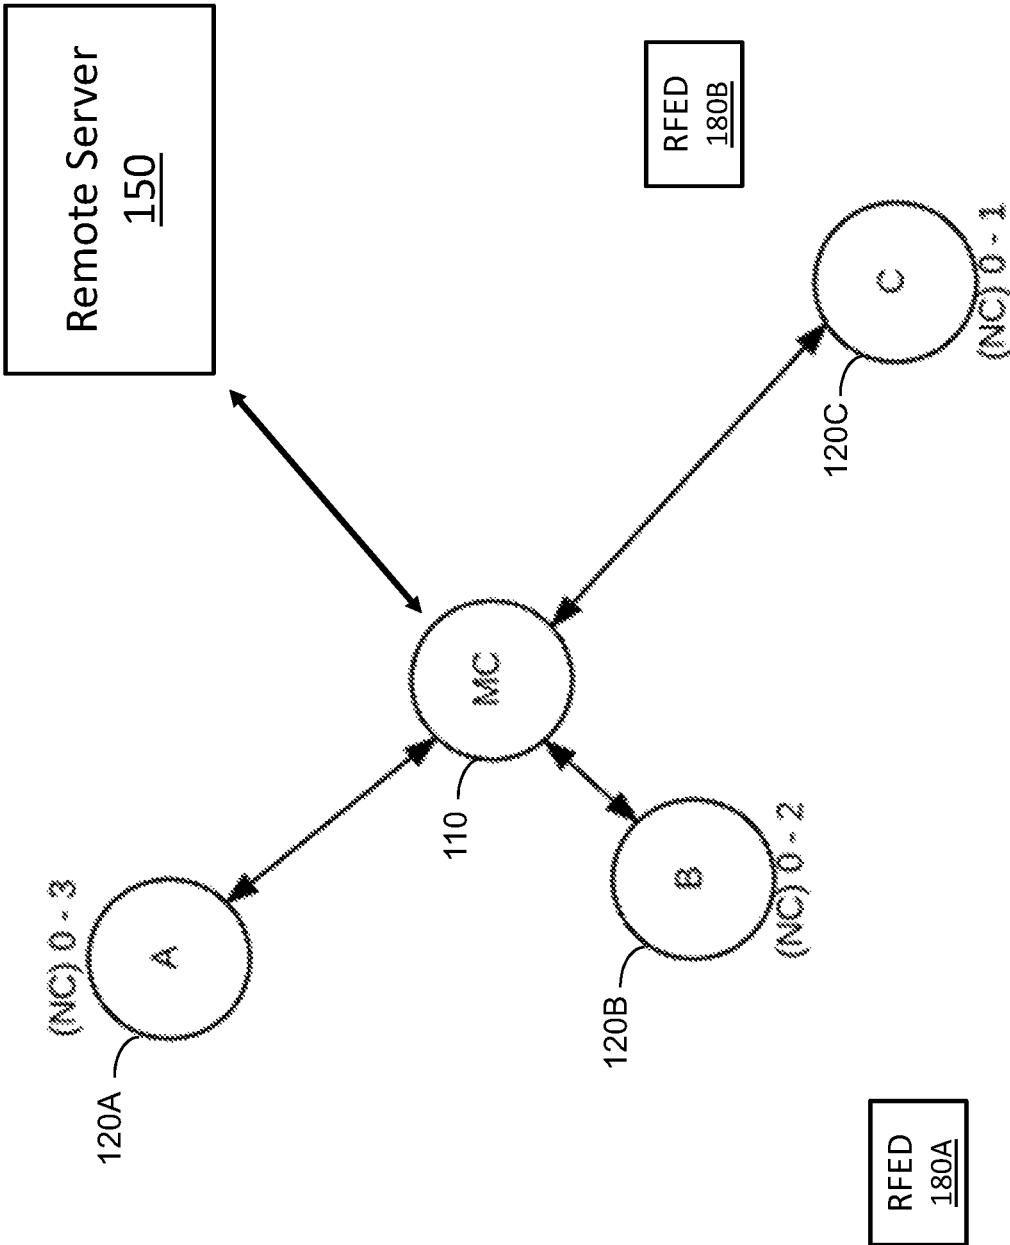 (NC) 0 - 3
A
120A
Remote Server
150
110
MC
120B
B
(NC) 0 - 2
RFED
180B
120C
C
(NC) 0 - 1
RFED
180A